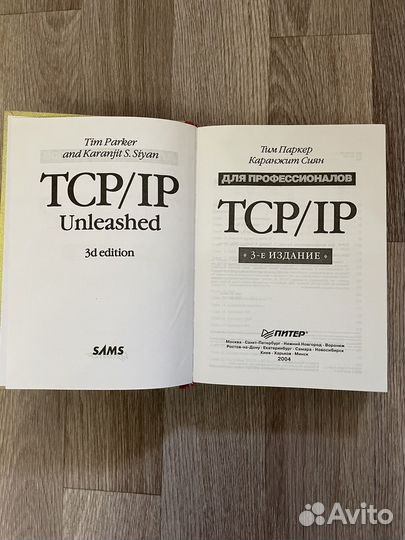 Tim Parker
and Karanjit S. Siyan
TCP/IP
Unleashed
3d edition
SAMS
Тим Паркер
Каранжит Сиян
ДЛЯ ПРОФЕССИОНАЛОВ
TCP/IP
• 3-Е ИЗДАНИЕ •
ПИТЕР®
Москва · Санкт-Петербург · Нижний Новгород · Воронеж
Ростов-на-Дону · Екатеринбург · Самара · Новосибирск
Киев · Харьков · Минск
2004
Avito